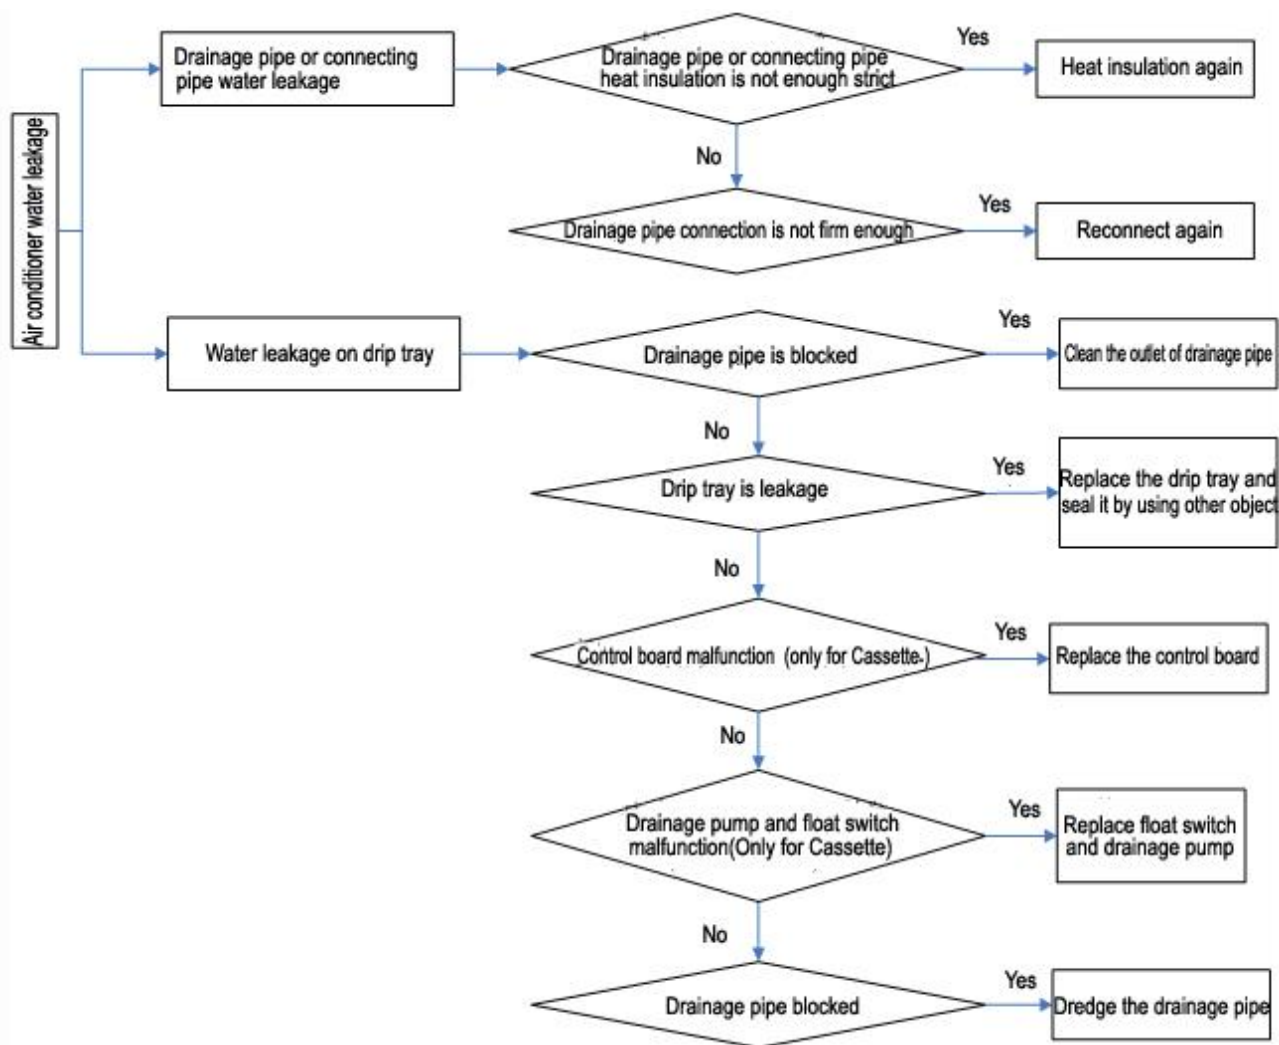 Air conditioner water leakage
Drainage pipe or connecting
pipe water leakage
Drainage pipe or connecting pipe
heat insulation is not enough strict
Yes
Heat insulation again
No
Drainage pipe connection is not firm enough
Yes
Reconnect again
Water leakage on drip tray
Drainage pipe is blocked
Yes
Clean the outlet of drainage pipe
No
Drip tray is leakage
Yes
Replace the drip tray and
seal it by using other object
No
Control board malfunction (only for Cassette.)
Yes
Replace the control board
No
Drainage pump and float switch
malfunction(Only for Cassette)
Yes
Replace float switch
and drainage pump
No
Drainage pipe blocked
Yes
Dredge the drainage pipe